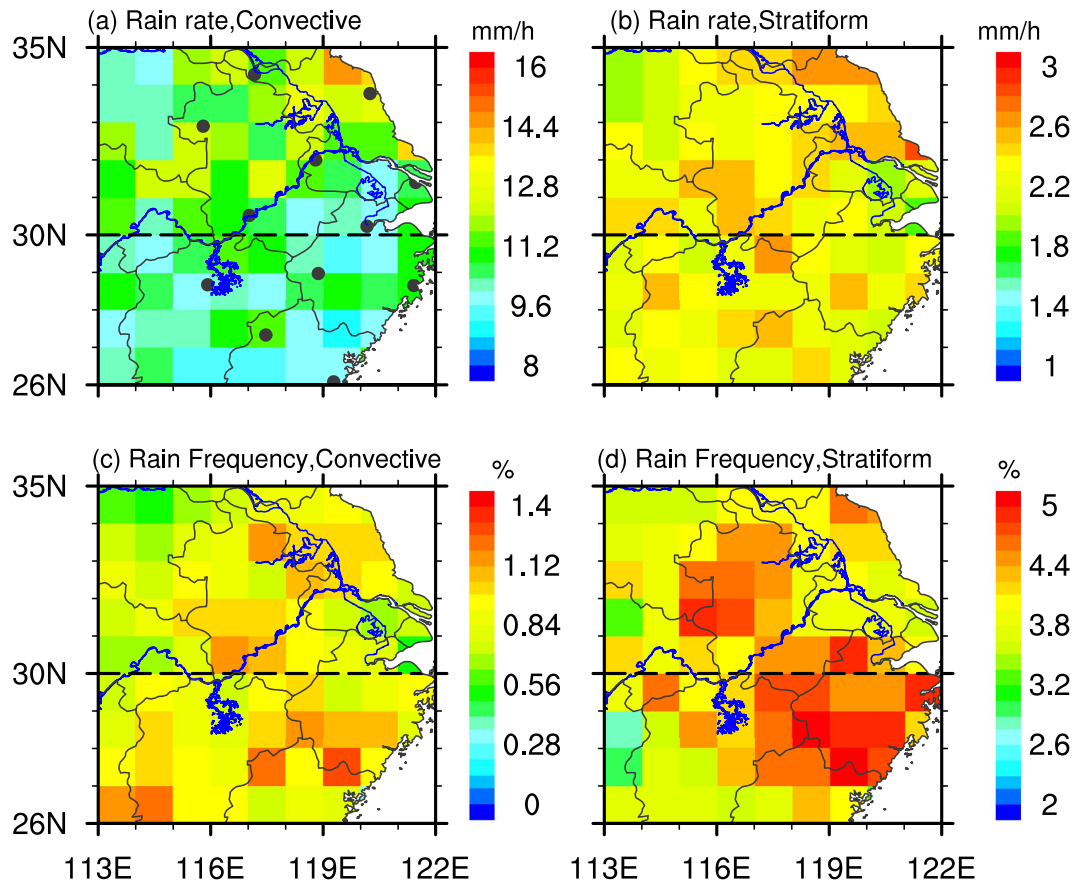 (a) Rain rate,Convective
mm/h
(b) Rain rate,Stratiform
mm/h
35N
30N
26N
16
14.4
12.8
11.2
9.6
8
3
2.6
2.2
1.8
1.4
1
(c) Rain Frequency,Convective
%
(d) Rain Frequency,Stratiform
%
35N
30N
26N
1.4
1.12
0.84
0.56
0.28
0
5
4.4
3.8
3.2
2.6
2
113E 116E 119E 122E
113E 116E 119E 122E